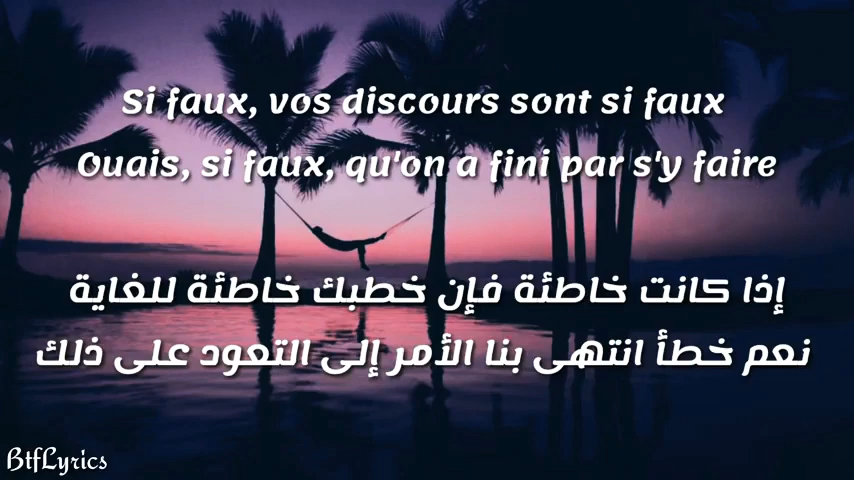 Si faux, vos discours sont si faux
Ouais, si faux, qu'on a fini par s'y faire
إذا كانت خاطئة فإن خطبك خاطئة للغاية
نعم خطأ انتهى بنا الأمر إلى التعود على ذلك
BtfLyrics